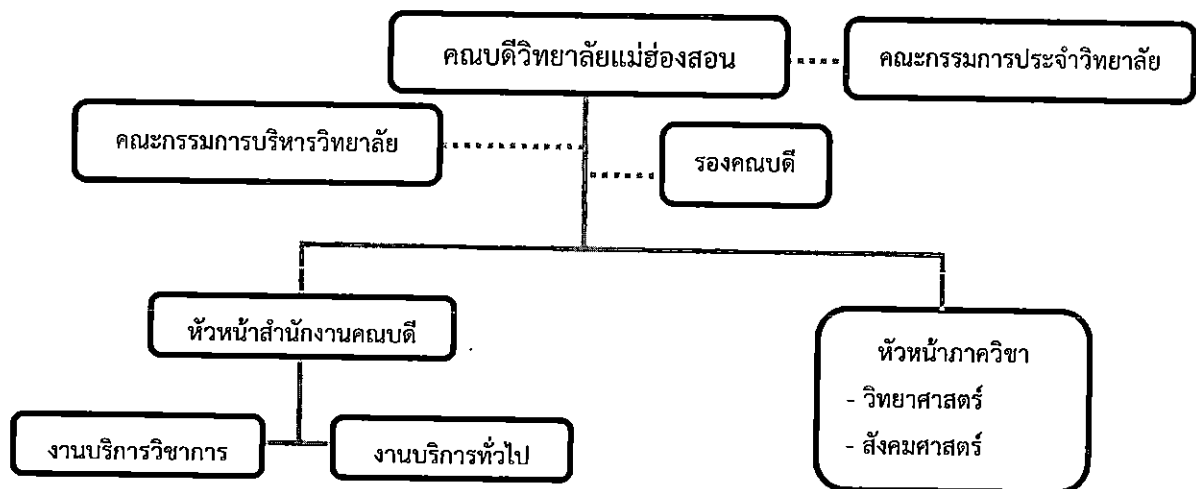 คณบดีวิทยาลัยแม่ฮ่องสอน
คณะกรรมการประจำวิทยาลัย
คณะกรรมการบริหารวิทยาลัย
รองคณบดี
หัวหน้าสำนักงานคณบดี
หัวหน้าภาควิชา
- วิทยาศาสตร์
- สังคมศาสตร์
งานบริการวิชาการ
งานบริการทั่วไป